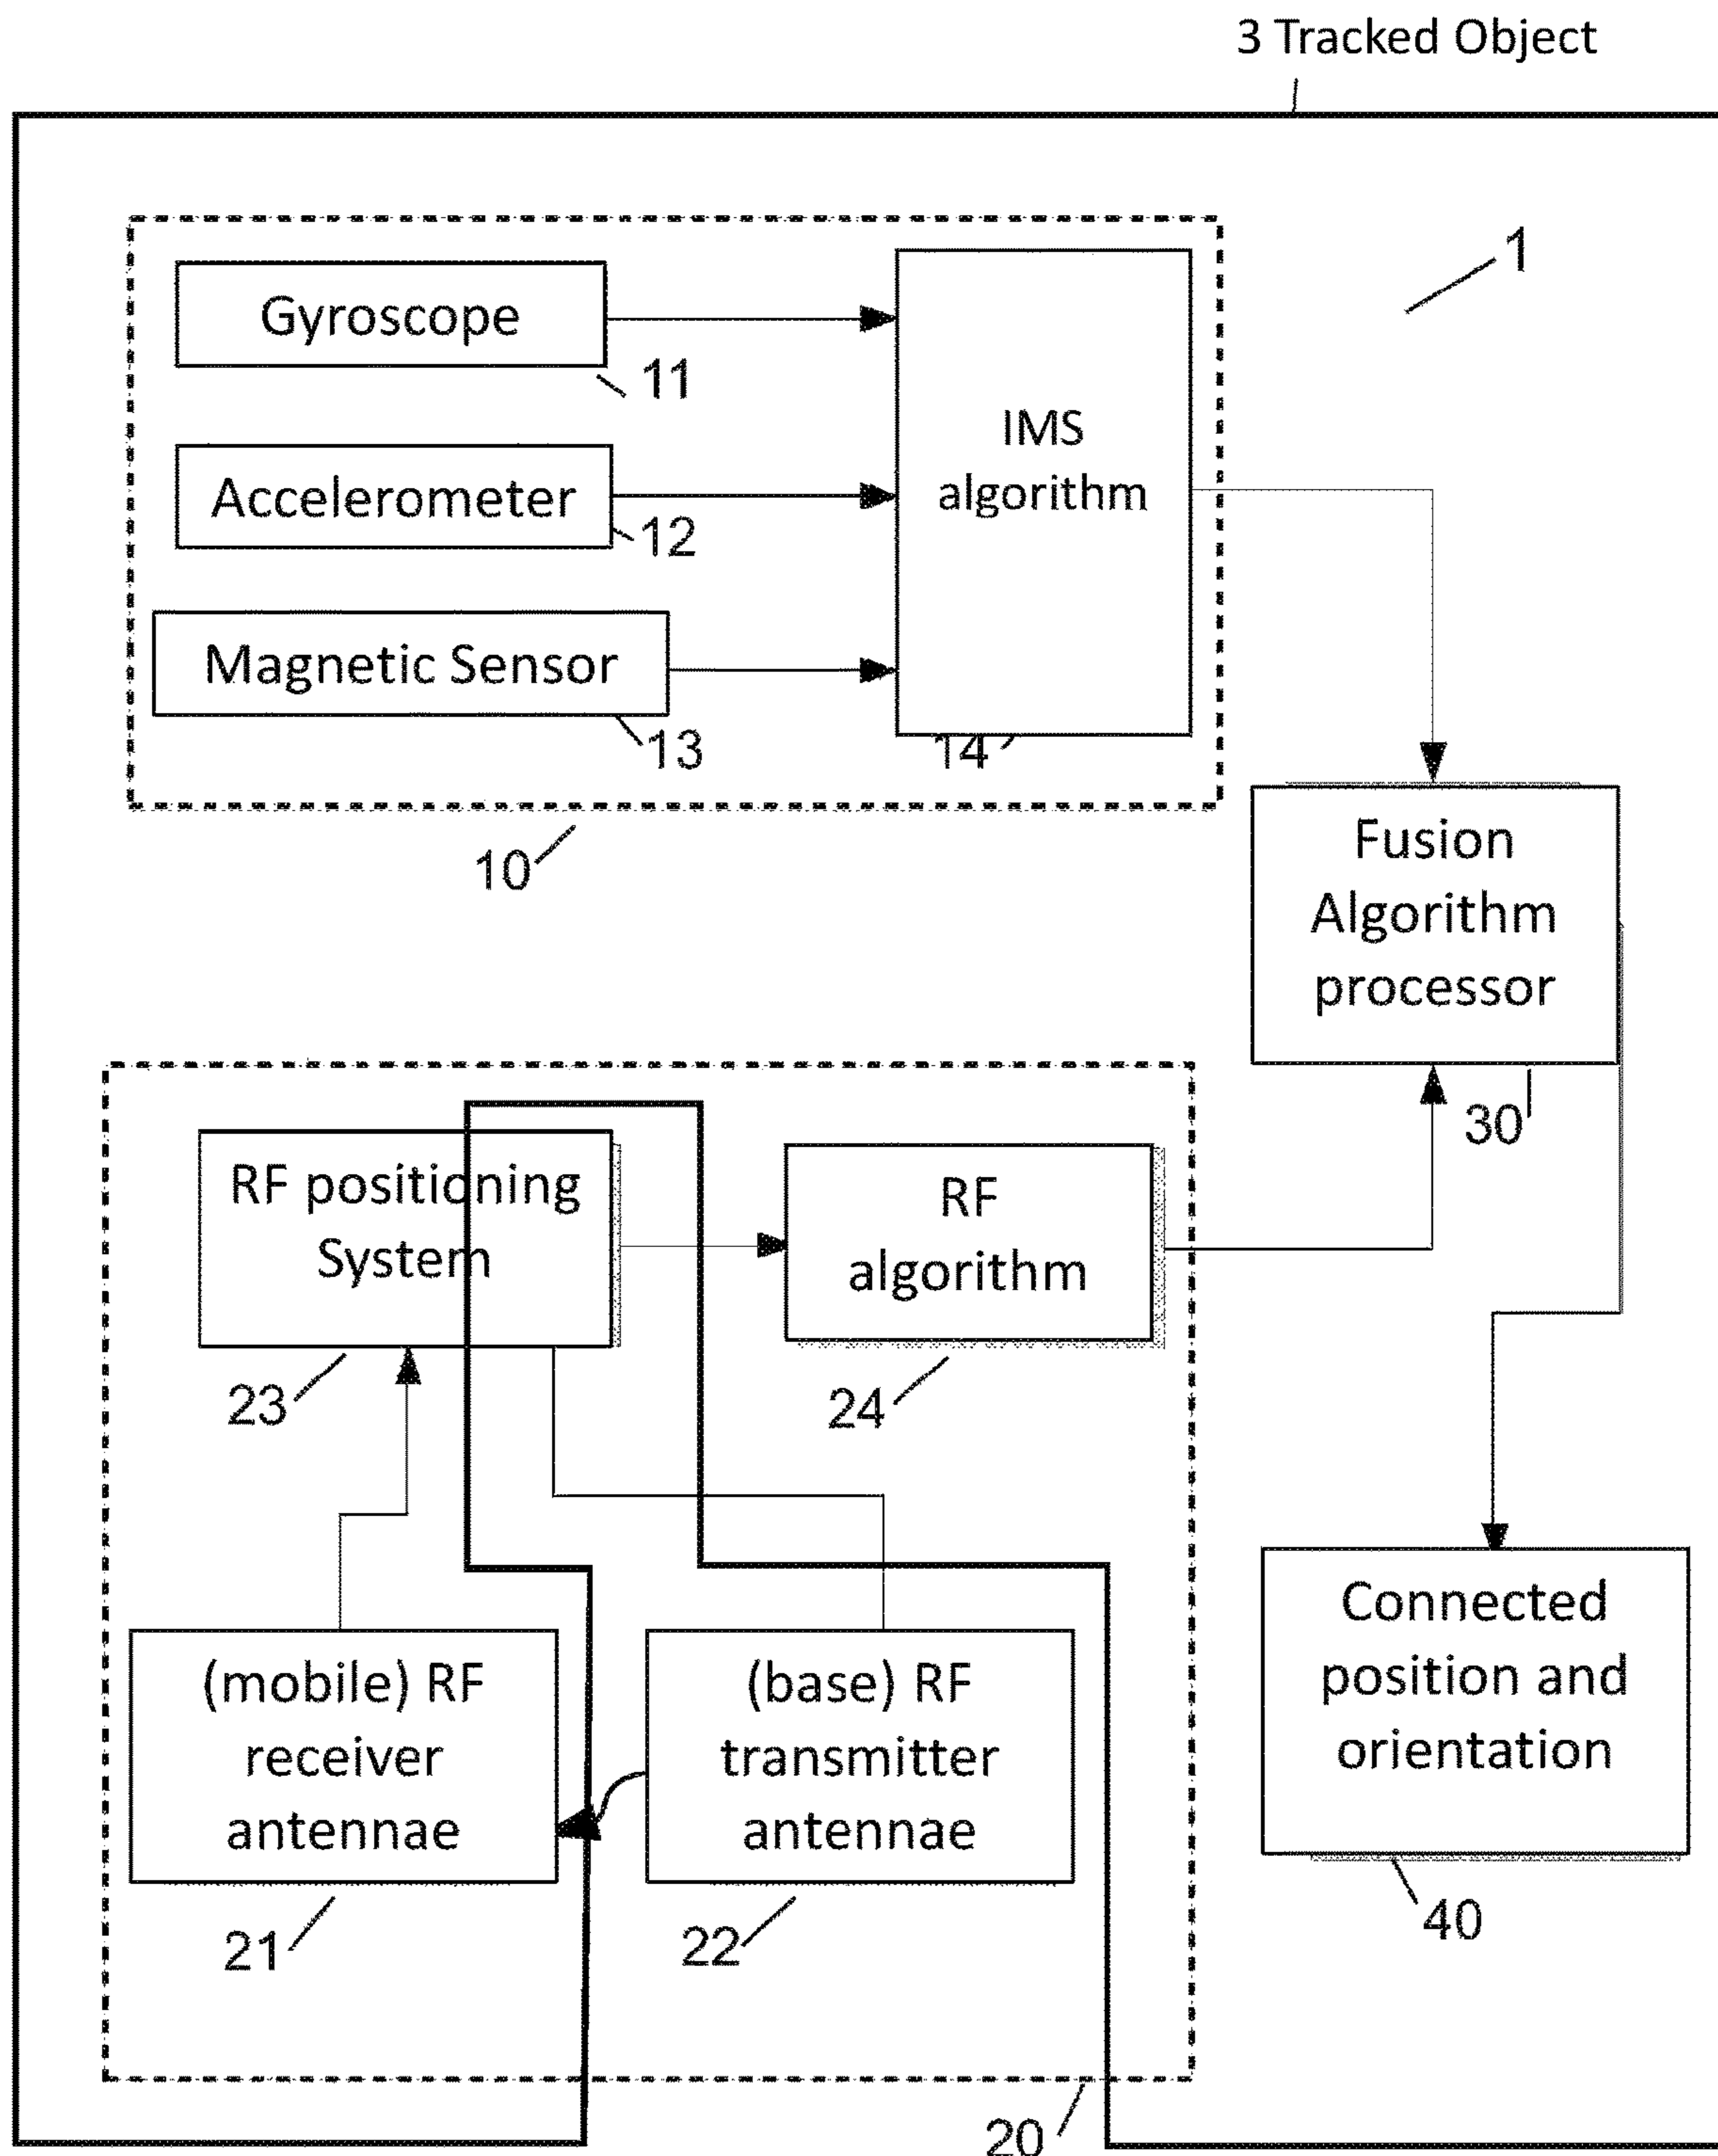 3 Tracked Object
1
Gyroscope
11
Accelerometer
12
Magnetic Sensor
13
IMS
algorithm
14
10
Fusion
Algorithm
processor
30
RF positioning
System
23
RF
algorithm
24
(mobile) RF
receiver
antennae
21
(base) RF
transmitter
antennae
22
Connected
position and
orientation
40
20